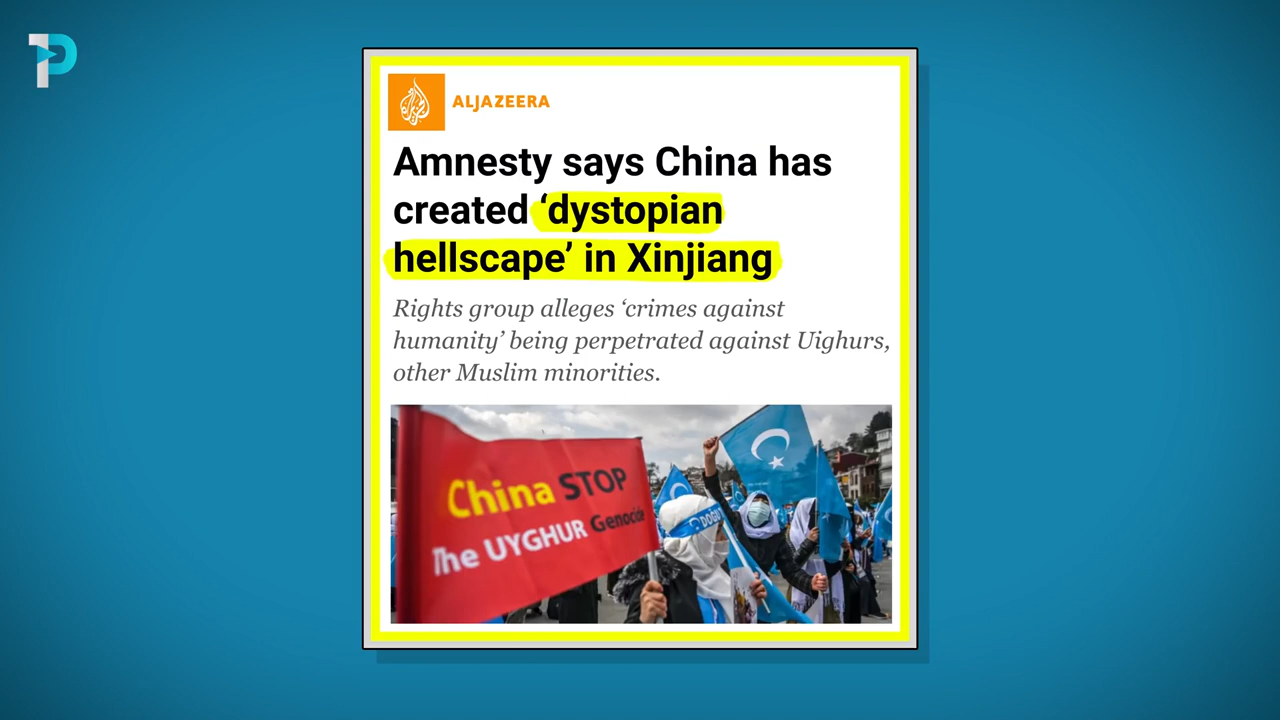 P
ALJAZEERA
Amnesty says China has
created ‘dystopian
hellscape’ in Xinjiang
Rights group alleges ‘crimes against
humanity’ being perpetrated against Uighurs,
other Muslim minorities.
China STOP
The UYGHUR Genocide
DOĞU